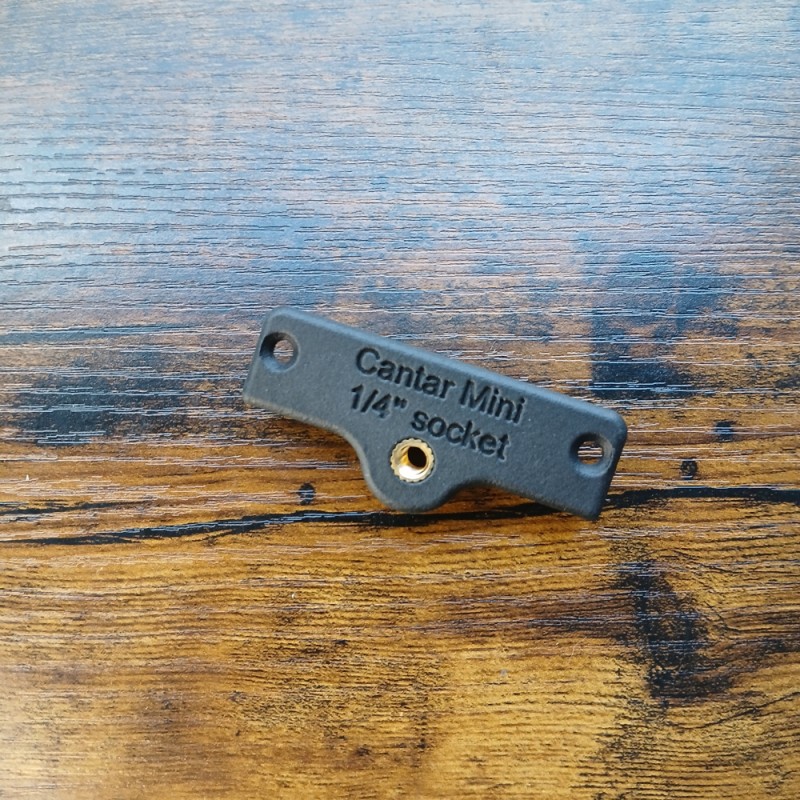 Cantar Mini
1/4" socket